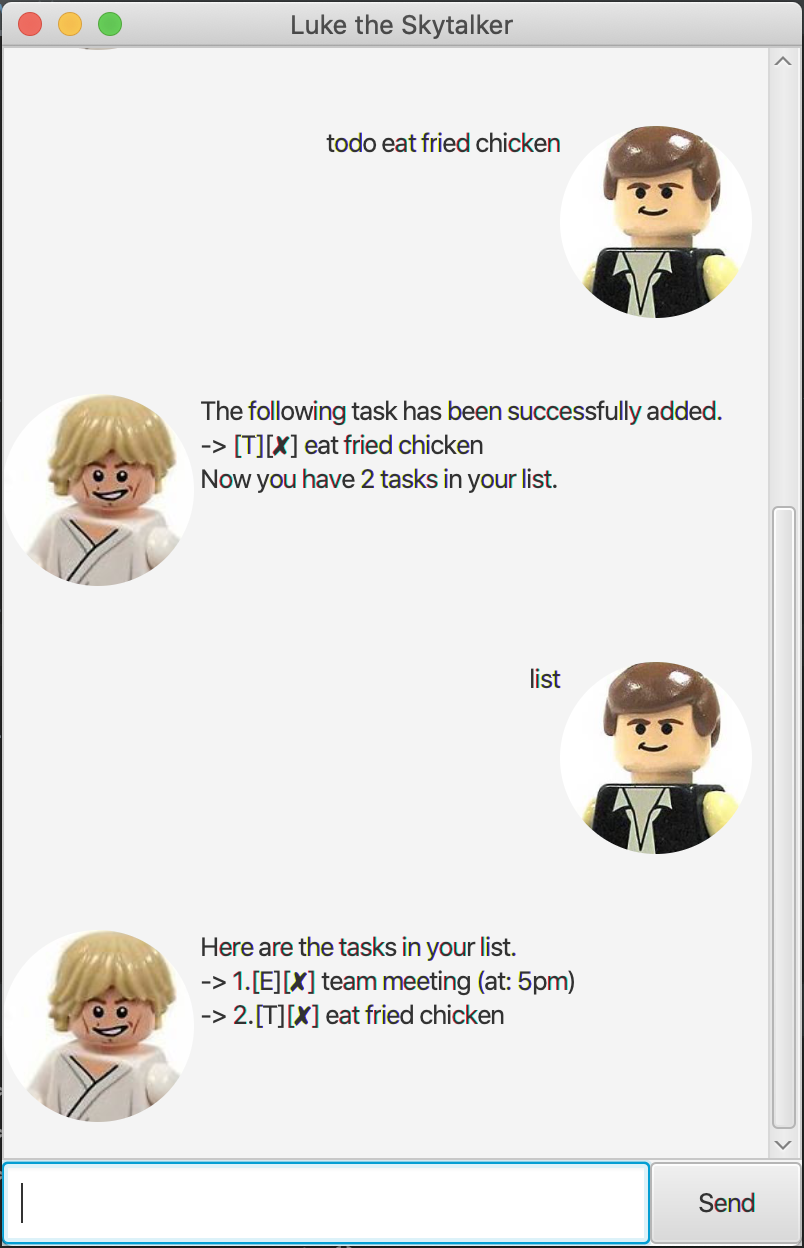 Luke the Skytalker
todo eat fried chicken
The following task has been successfully added.
-> [T][✘] eat fried chicken
Now you have 2 tasks in your list.
list
Here are the tasks in your list.
-> 1.[E][✘] team meeting (at: 5pm)
-> 2.[T][✘] eat fried chicken
Send